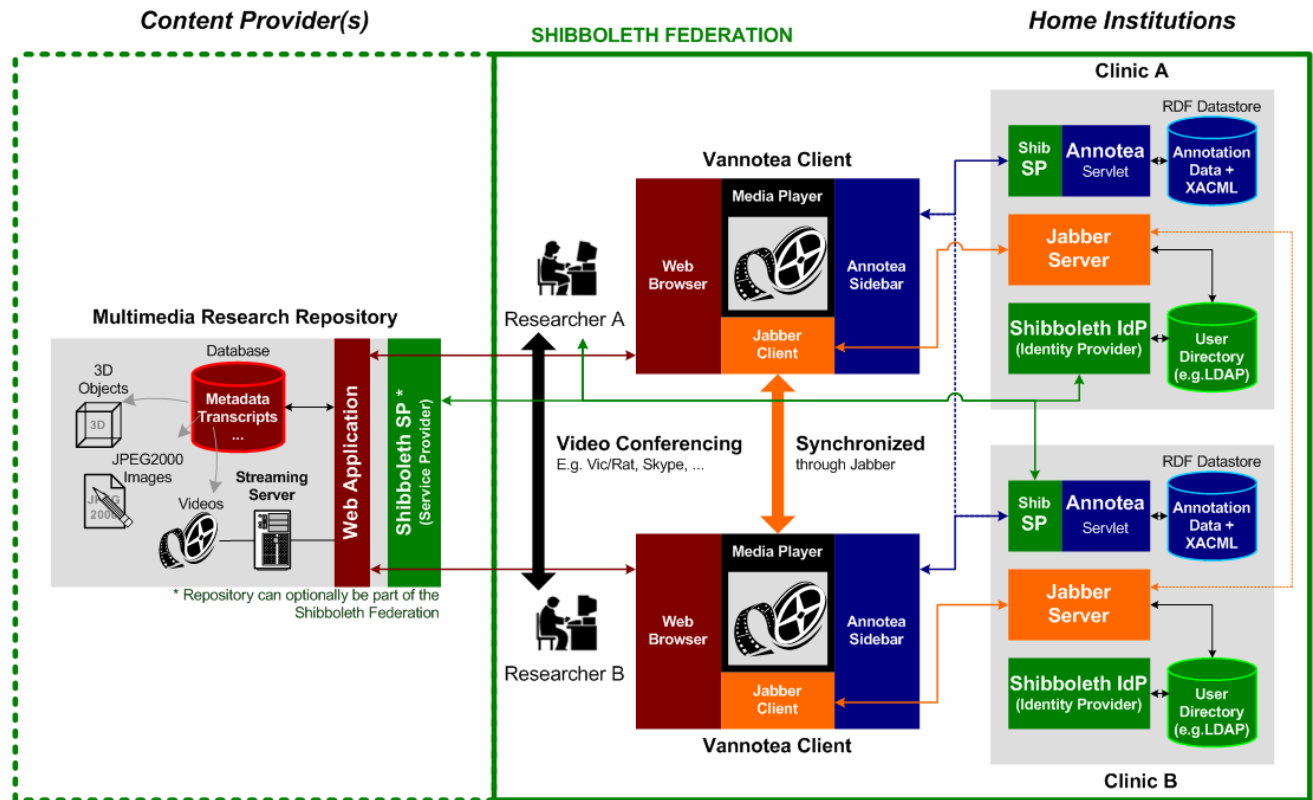 Content Provider(s)
Home Institutions
SHIBBOLETH FEDERATION
Clinic A
RDF Datastore
Shib
SP
Annotea
Servlet
Annotation
Data +
XACML
Jabber
Server
Shibboleth IdP
(Identity Provider)
User
Directory
(e.g.LDAP)
Vannotea Client
Media Player
Web
Browser
Annotea
Sidebar
Jabber
Client
Researcher A
Multimedia Research Repository
Database
3D
Objects
3D
Metadata
Transcripts
...
JPEG2000
Images
JPEG
2000
Videos
Streaming
Server
Web Application
Shibboleth SP *
(Service Provider)
* Repository can optionally be part of the
Shibboleth Federation
Video Conferencing
E.g. Vic/Rat, Skype, ...
Synchronized
through Jabber
Researcher B
Media Player
Web
Browser
Annotea
Sidebar
Jabber
Client
Vannotea Client
RDF Datastore
Shib
SP
Annotea
Servlet
Annotation
Data +
XACML
Jabber
Server
Shibboleth IdP
(Identity Provider)
User
Directory
(e.g.LDAP)
Clinic B